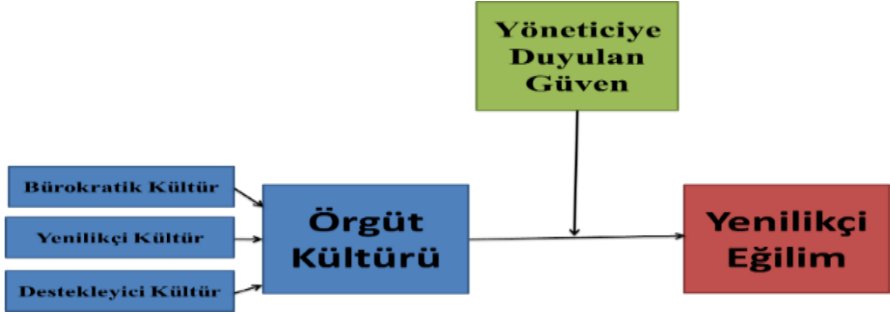 Yöneticiye
Duyulan
Güven
Bürokratik Kültür
Yenilikçi Kültür
Destekleyici Kültür
Örgüt
Kültürü
Yenilikçi
Eğilim